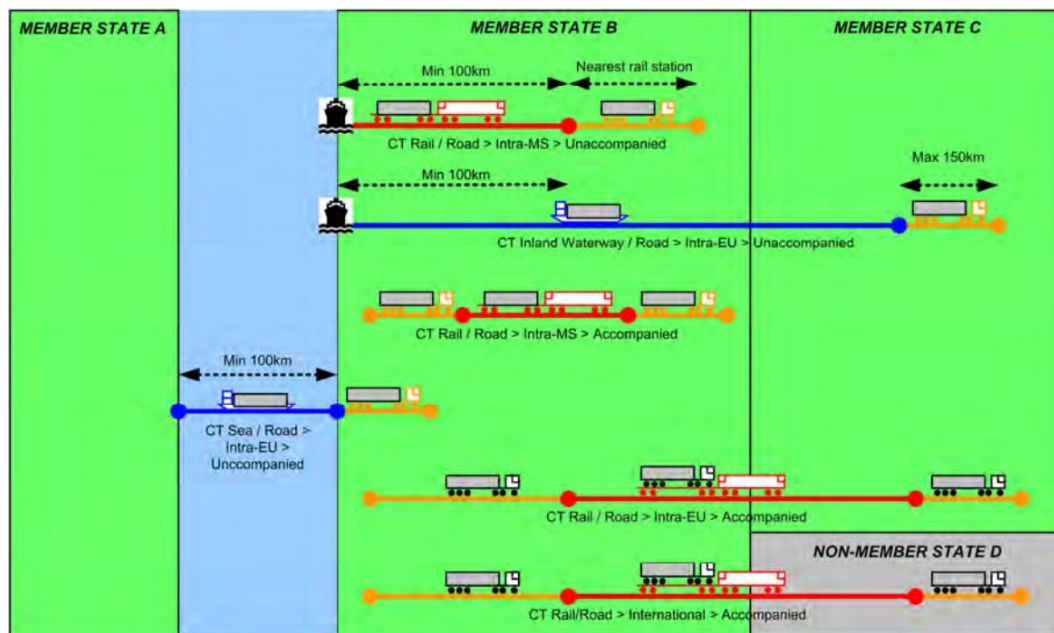 MEMBER STATE A
MEMBER STATE B
MEMBER STATE C
Min 100km
Nearest rail station
CT Rail / Road > Intra-MS > Unaccompanied
Min 100km
Max 150km
CT Inland Waterway / Road > Intra-EU > Unaccompanied
CT Rail / Road > Intra-MS > Accompanied
Min 100km
CT Sea / Road >
Intra-EU >
Unccompanied
CT Rail / Road > Intra-EU > Accompanied
NON-MEMBER STATE D
CT Rail/Road > International > Accompanied